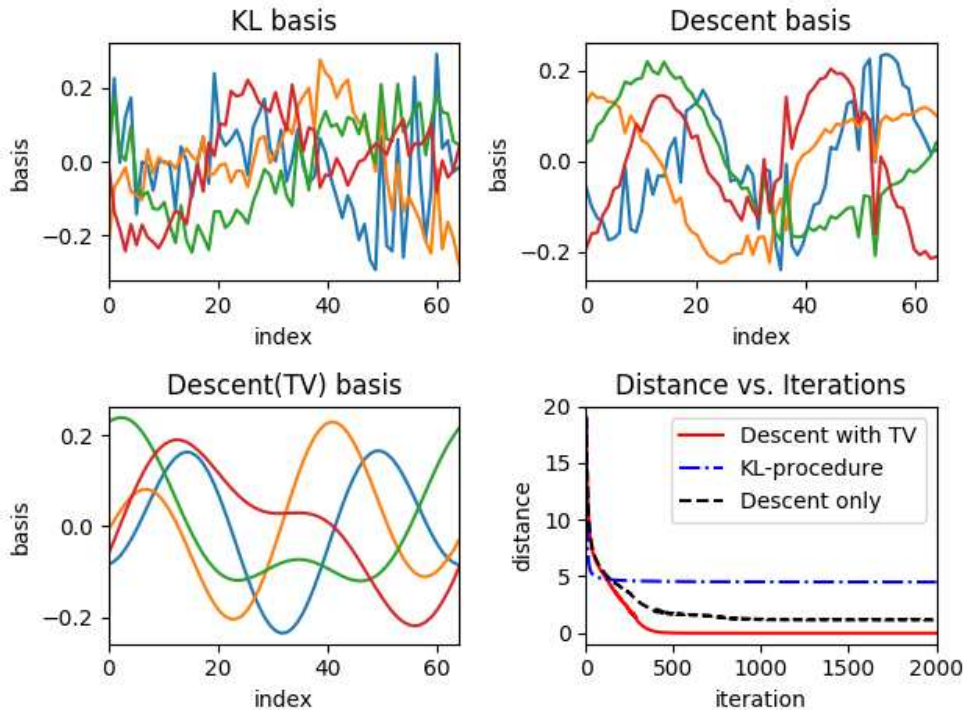 KL basis
0.2
0.0
−0.2
basis
0
20
40
60
index
Descent basis
0.2
0.0
−0.2
basis
0
20
40
60
index
Descent(TV) basis
0.2
0.0
−0.2
basis
0
20
40
60
index
Distance vs. Iterations
20
15
10
5
0
distance
Descent with TV
KL-procedure
Descent only
0
500
1000
1500
2000
iteration